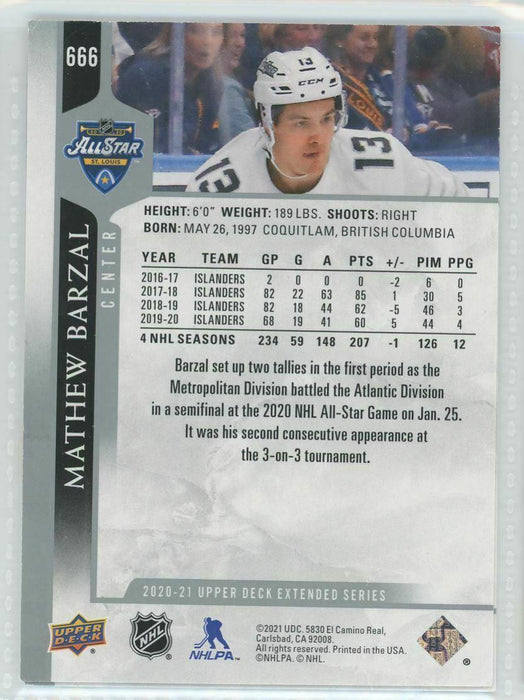 666
13
CCM
13
13
ALL STAR
ST. LOUIS
MATHEW BARZAL
CENTER
HEIGHT: 6'0" WEIGHT: 189 LBS. SHOOTS: RIGHT
BORN: MAY 26, 1997 COQUITLAM, BRITISH COLUMBIA
YEAR TEAM GP G A PTS +/- PIM PPG
2016-17 ISLANDERS 2 0 0 0 -2 6 0
2017-18 ISLANDERS 82 22 63 85 1 30 5
2018-19 ISLANDERS 82 18 44 62 -5 46 3
2019-20 ISLANDERS 68 19 41 60 5 44 4
4 NHL SEASONS 234 59 148 207 -1 126 12
Barzal set up two tallies in the first period as the
Metropolitan Division battled the Atlantic Division
in a semifinal at the 2020 NHL All-Star Game on Jan. 25.
It was his second consecutive appearance at
the 3-on-3 tournament.
2020-21 UPPER DECK EXTENDED SERIES
UPPER DECK
NHL
NHLPA
©2021 UDC. 5830 El Camino Real,
Carlsbad, CA 92008.
All rights reserved. Printed in the USA.
©NHLPA. © NHL.